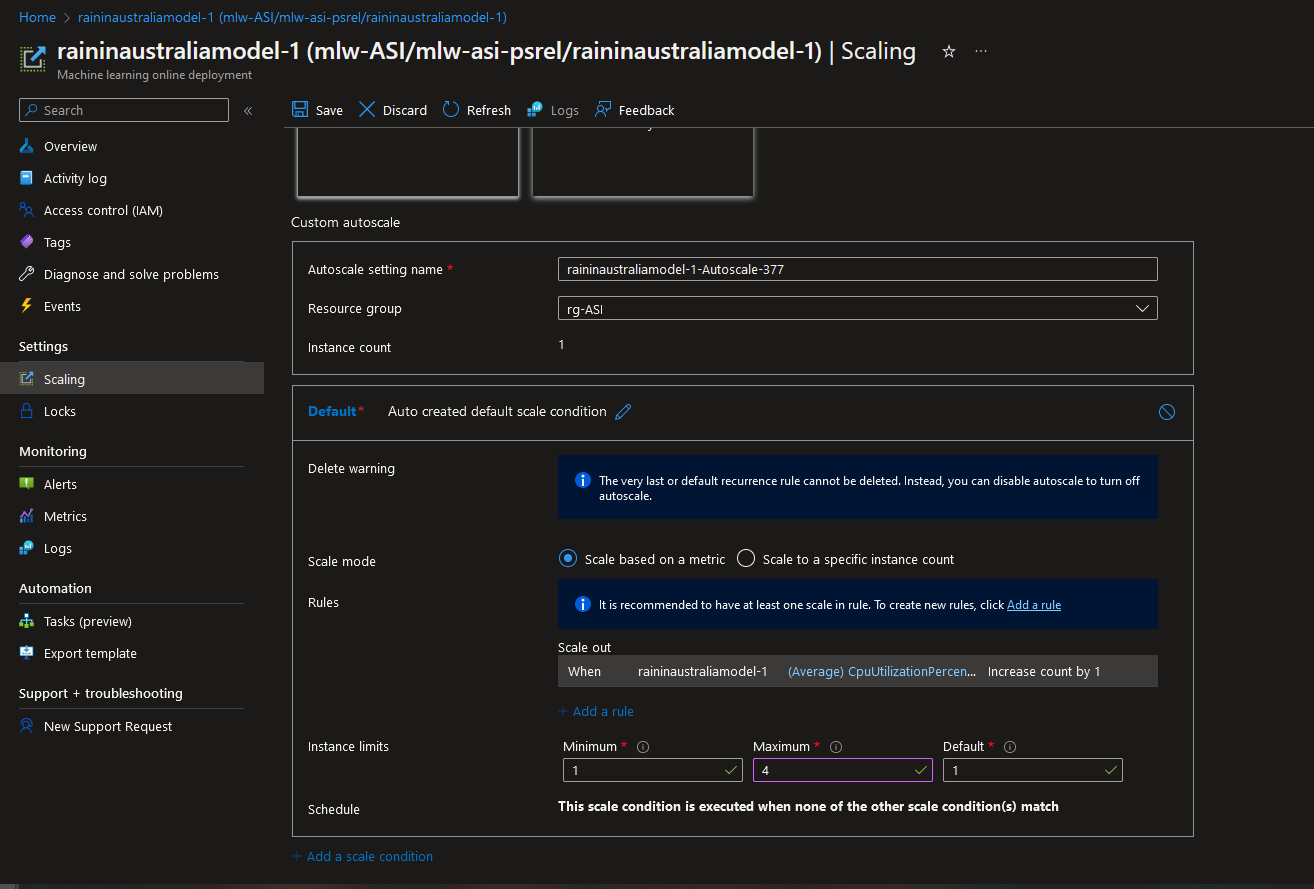 Home > raininaustraliamodel-1 (mlw-ASI/mlw-asi-psrel/raininaustraliamodel-1)
raininaustraliamodel-1 (mlw-ASI/mlw-asi-psrel/raininaustraliamodel-1) | Scaling
Machine learning online deployment
Search
Save Discard Refresh Logs Feedback
Overview
Activity log
Access control (IAM)
Tags
Diagnose and solve problems
Events
Settings
Scaling
Locks
Monitoring
Alerts
Metrics
Logs
Automation
Tasks (preview)
Export template
Support + troubleshooting
New Support Request
Custom autoscale
Autoscale setting name * raininaustraliamodel-1-Autoscale-377
Resource group rg-ASI
Instance count 1
Default* Auto created default scale condition
Delete warning
The very last or default recurrence rule cannot be deleted. Instead, you can disable autoscale to turn off
autoscale.
Scale mode Scale based on a metric Scale to a specific instance count
Rules It is recommended to have at least one scale in rule. To create new rules, click Add a rule
Scale out
When raininaustraliamodel-1 (Average) CpuUtilizationPercen... Increase count by 1
+ Add a rule
Instance limits Minimum * Maximum * Default *
1 4 1
Schedule This scale condition is executed when none of the other scale condition(s) match
+ Add a scale condition